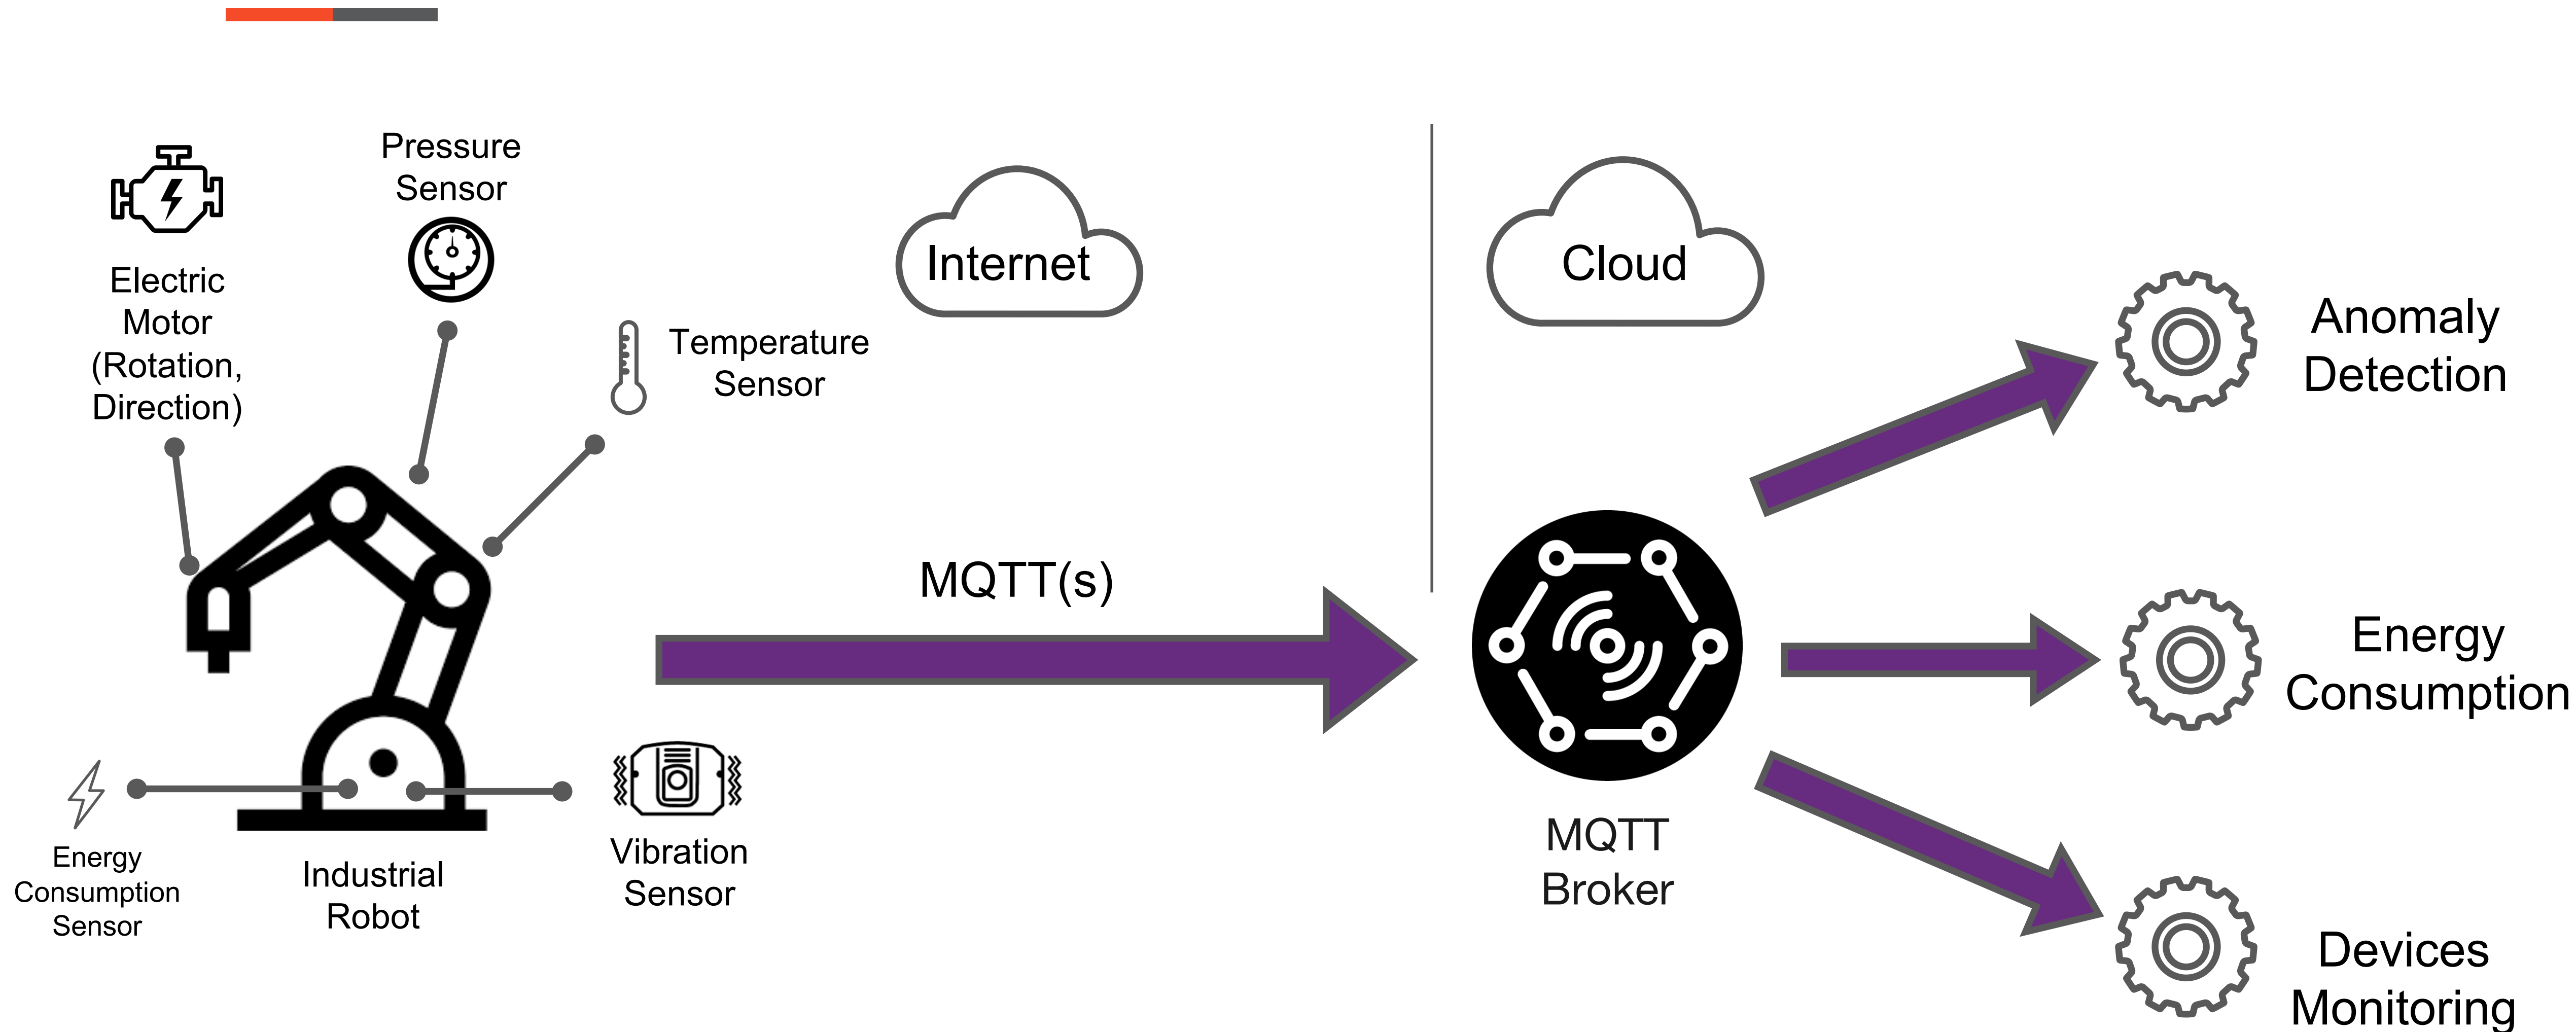 Pressure
Sensor
Electric
Motor
(Rotation,
Direction)
Temperature
Sensor
Internet
Cloud
Anomaly
Detection
MQTT(s)
Energy
Consumption
Energy
Consumption
Sensor
Industrial
Robot
Vibration
Sensor
MQTT
Broker
Devices
Monitoring